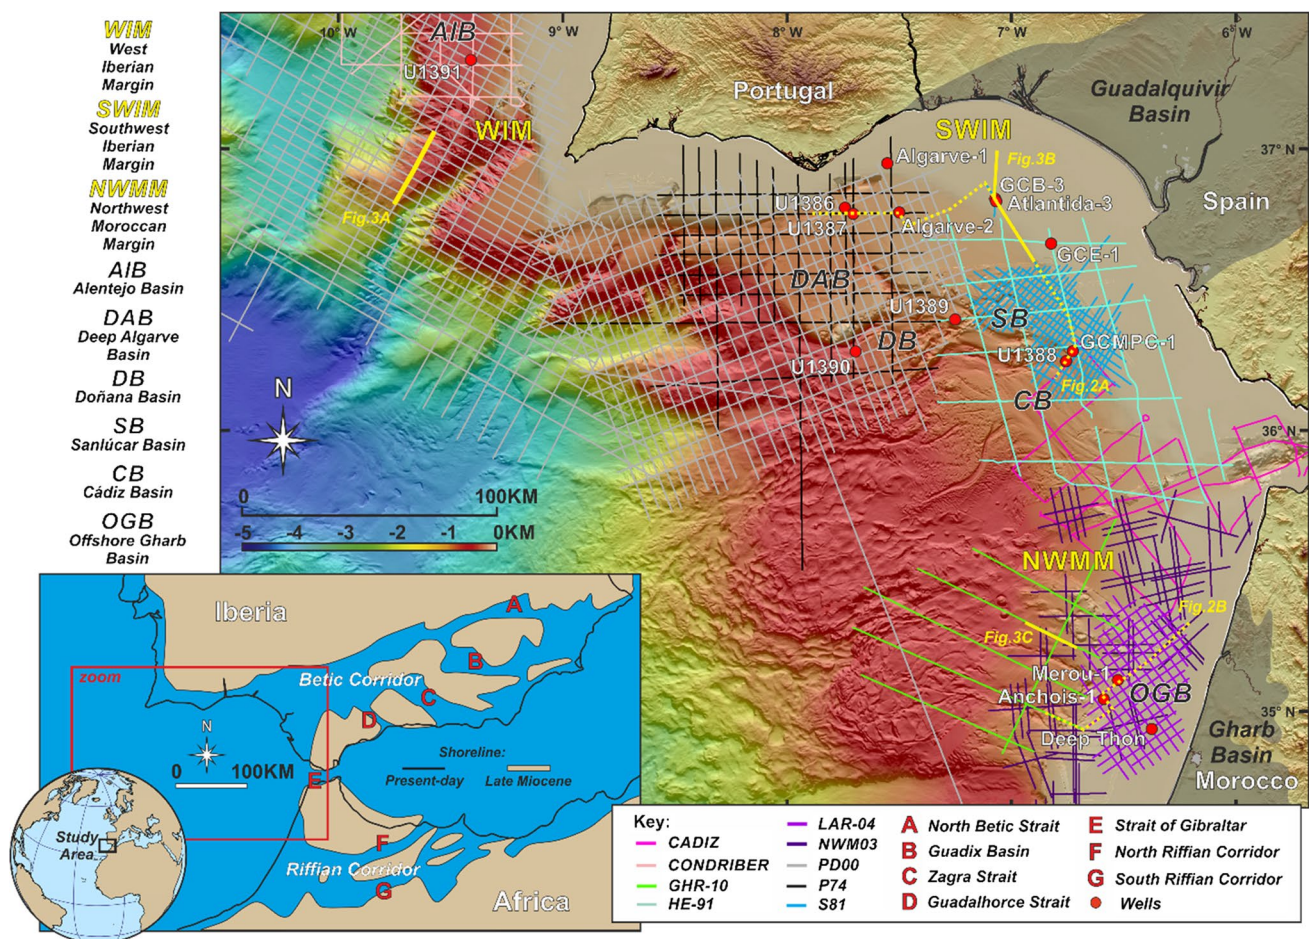 WIM
West
Iberian
Margin
SWIM
Southwest
Iberian
Margin
NWMM
Northwest
Moroccan
Margin
AIB
Alentejo Basin
DAB
Deep Algarve
Basin
DB
Doñana Basin
SB
Sanlúcar Basin
CB
Cádiz Basin
OGB
Offshore Gharb
Basin
10° W
9° W
8° W
7° W
6° W
AIB
U1391
WIM
Fig.3A
Portugal
SWIM
Guadalquivir
Basin
37° N
Algarve-1
Fig.3B
GCB-3
Atlantida-3
Spain
U1386
U1387
Algarve-2
GCE-1
DAB
U1389
SB
DB
U1390
U1388
GCMPC-1
Fig.2A
CB
36° N
N
0
100KM
-5
-4
-3
-2
-1
0KM
NWMM
Fig.2B
Fig.3C
Merou-1
Anchois-1
OGB
35° N
Deep Thon
Gharb
Basin
Morocco
Iberia
A
B
Betic Corridor
C
D
zoom
N
0
100KM
Shoreline:
Present-day
Late Miocene
E
F
Riffian Corridor
G
Africa
Study
Area
Key:
CADIZ
CONDRIBER
GHR-10
HE-91
LAR-04
NWM03
PD00
P74
S81
A North Betic Strait
B Guadix Basin
C Zagra Strait
D Guadalhorce Strait
E Strait of Gibraltar
F North Riffian Corridor
G South Riffian Corridor
Wells